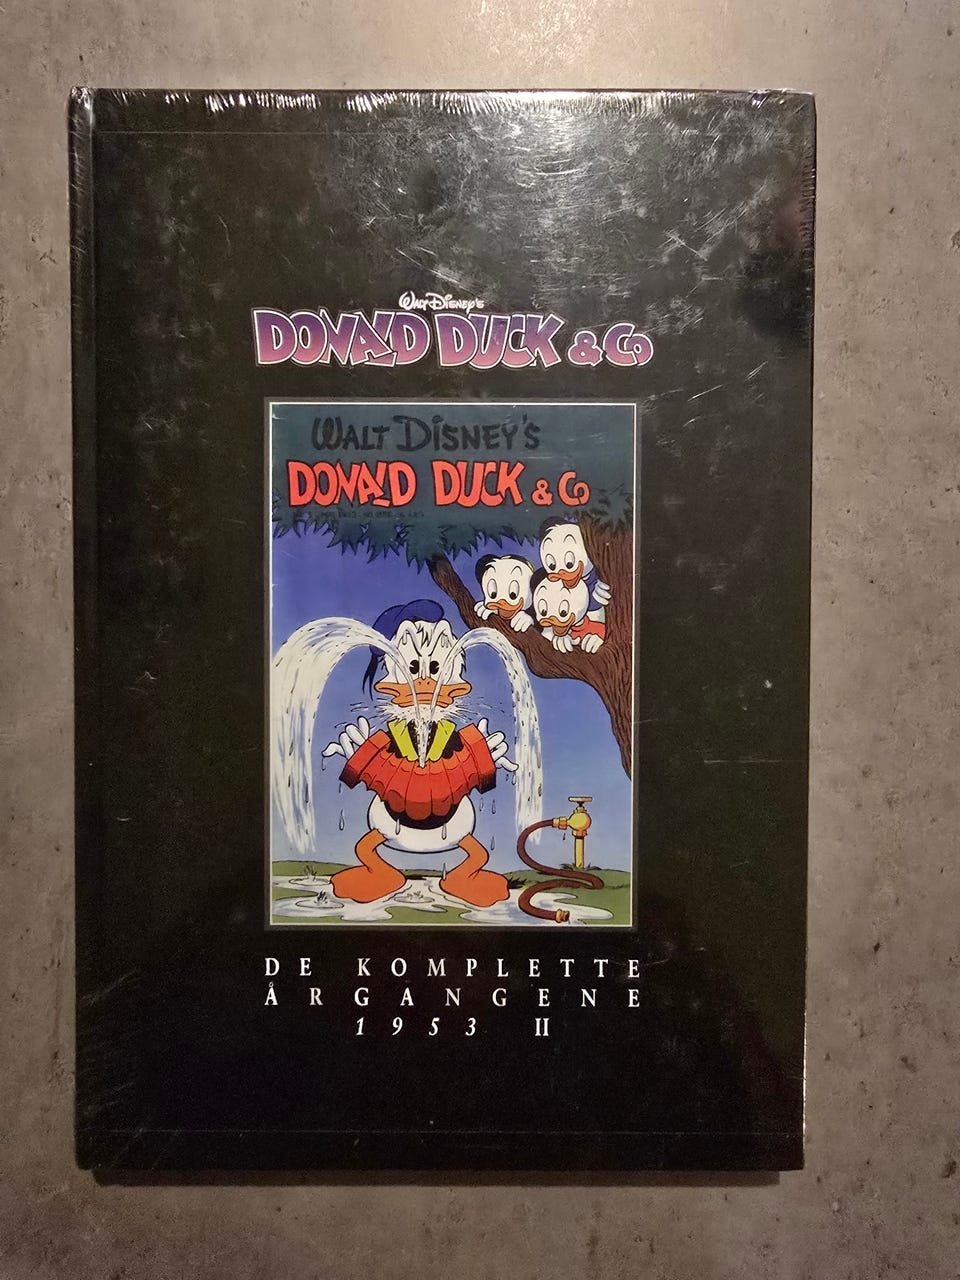 Walt Disney's
DONALD DUCK & Co
WALT DISNEY'S
DONALD DUCK & Co
DE KOMPLETTE
ÅRGANGENE
1953 II